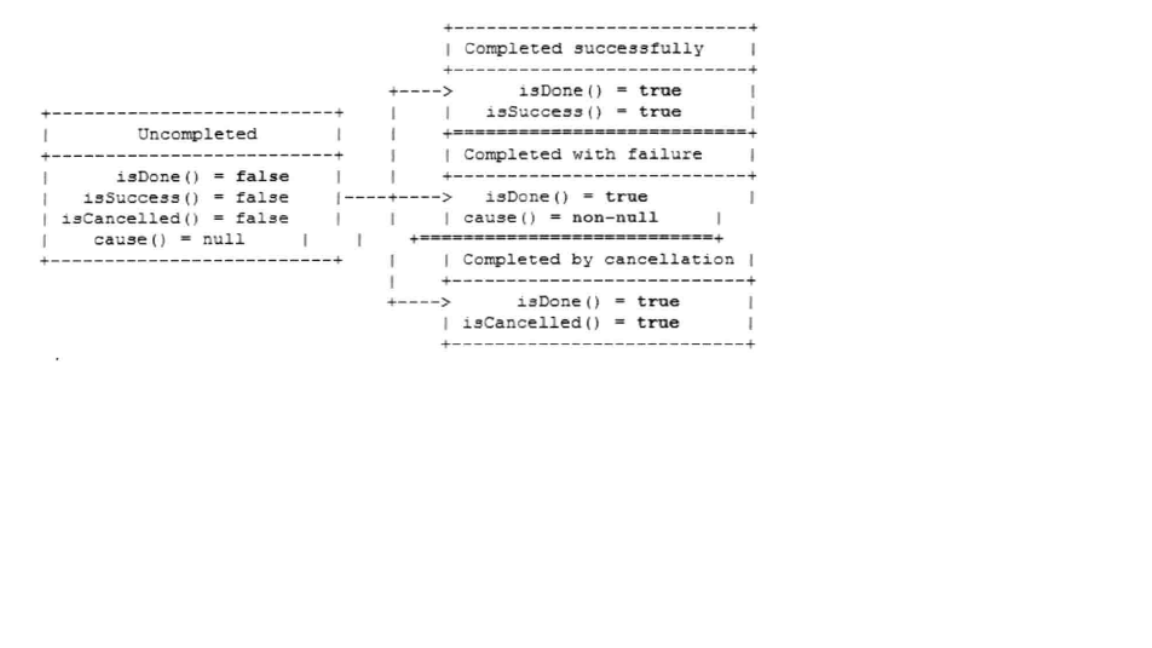 Completed successfully
isDone() = true
isSuccess() = true
Uncompleted
isDone() = false
isSuccess() = false
isCancelled() = false
cause() = null
Completed with failure
isDone() = true
cause() = non-null
Completed by cancellation
isDone() = true
isCancelled() = true